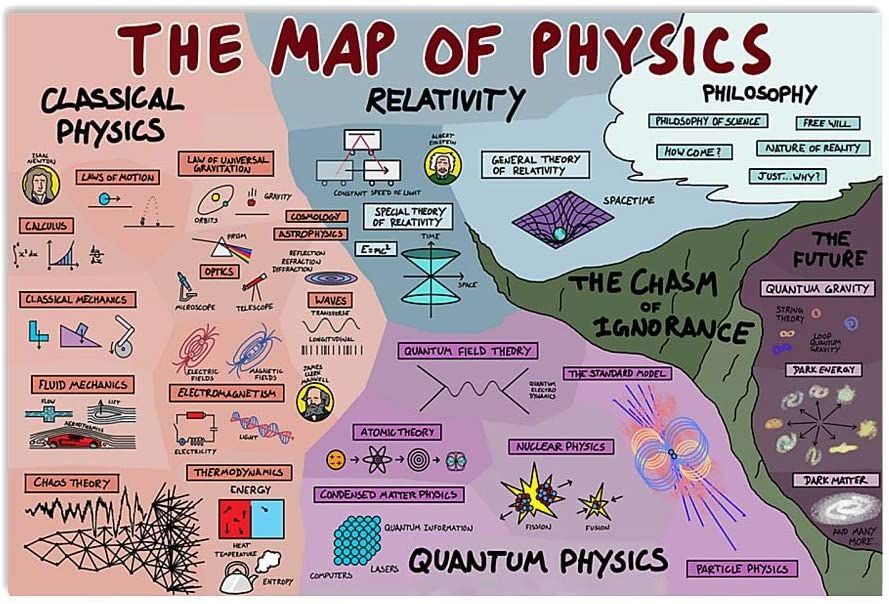 THE MAP OF PHYSICS
CLASSICAL
PHYSICS
ISAAC
NEWTON
LAWS OF MOTION
LAW OF UNIVERSAL
GRAVITATION
ORBITS
GRAVITY
CALCULUS
∫x² dx
dy/dx
COSMOLOGY
ASTROPHYSICS
PRISM
OPTICS
REFLECTION
REFRACTION
DIFFRACTION
MICROSCOPE
TELESCOPE
CLASSICAL MECHANICS
WAVES
TRANSVERSE
LONGITUDINAL
ELECTRIC
FIELDS
MAGNETIC
FIELDS
JAMES
CLERK
MAXWELL
FLUID MECHANICS
FLOW
LIFT
AERODYNAMICS
ELECTROMAGNETISM
ELECTRICITY
LIGHT
CHAOS THEORY
THERMODYNAMICS
ENERGY
HEAT
TEMPERATURE
ENTROPY
RELATIVITY
CONSTANT SPEED OF LIGHT
ALBERT
EINSTEIN
GENERAL THEORY
OF RELATIVITY
SPACETIME
SPECIAL THEORY
OF RELATIVITY
E=mc²
TIME
SPACE
PHILOSOPHY
PHILOSOPHY OF SCIENCE
FREE WILL
HOW COME?
NATURE OF REALITY
JUST...WHY?
THE CHASM
OF
IGNORANCE
THE
FUTURE
QUANTUM GRAVITY
STRING
THEORY
LOOP
QUANTUM
GRAVITY
DARK ENERGY
DARK MATTER
AND MANY
MORE...
QUANTUM FIELD THEORY
QUANTUM
ELECTRO
DYNAMICS
THE STANDARD MODEL
ATOMIC THEORY
NUCLEAR PHYSICS
FISSION
FUSION
CONDENSED MATTER PHYSICS
QUANTUM INFORMATION
LASERS
COMPUTERS
QUANTUM PHYSICS
PARTICLE PHYSICS